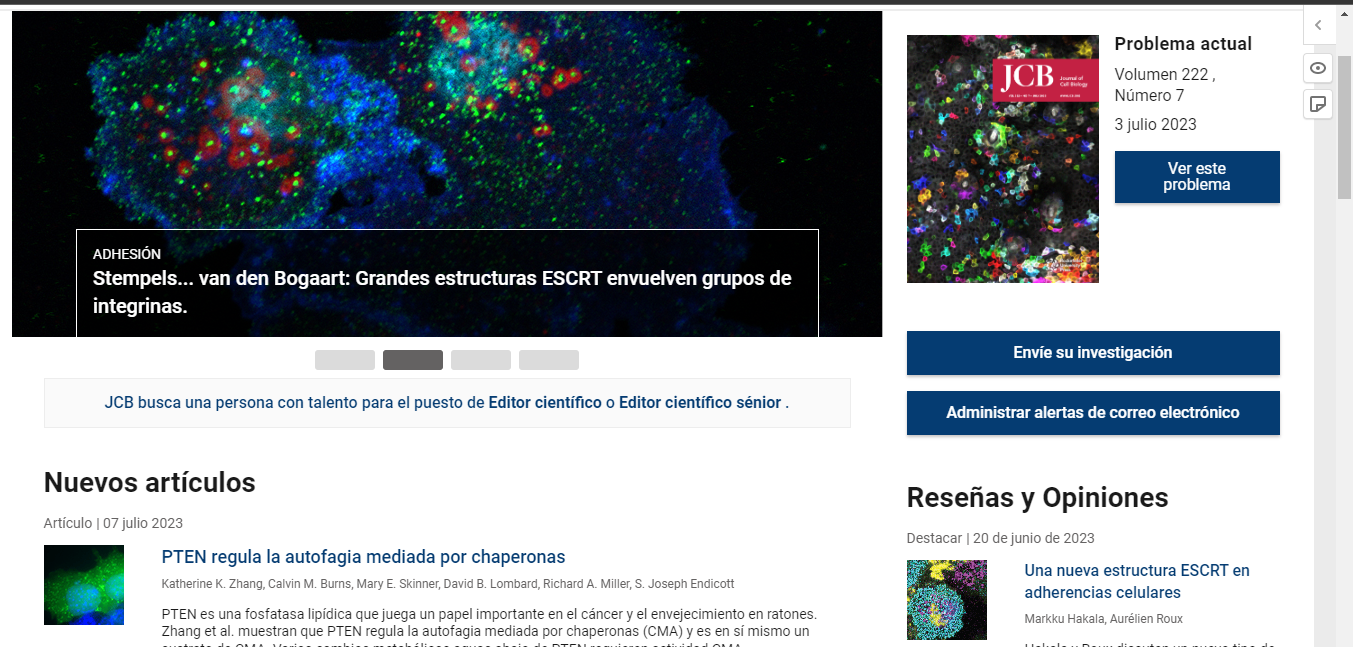 ADHESIÓN
Stempels... van den Bogaart: Grandes estructuras ESCRT envuelven grupos de
integrinas.
JCB busca una persona con talento para el puesto de Editor científico o Editor científico sénior .
Nuevos artículos
Artículo | 07 julio 2023
PTEN regula la autofagia mediada por chaperonas
Katherine K. Zhang, Calvin M. Burns, Mary E. Skinner, David B. Lombard, Richard A. Miller, S. Joseph Endicott
PTEN es una fosfatasa lipídica que juega un papel importante en el cáncer y el envejecimiento en ratones.
Zhang et al. muestran que PTEN regula la autofagia mediada por chaperonas (CMA) y es en sí mismo un
JCB
Journal of
Cell Biology
Problema actual
Volumen 222 ,
Número 7
3 julio 2023
Ver este
problema
Envíe su investigación
Administrar alertas de correo electrónico
Reseñas y Opiniones
Destacar | 20 de junio de 2023
Una nueva estructura ESCRT en
adherencias celulares
Markku Hakala, Aurélien Roux